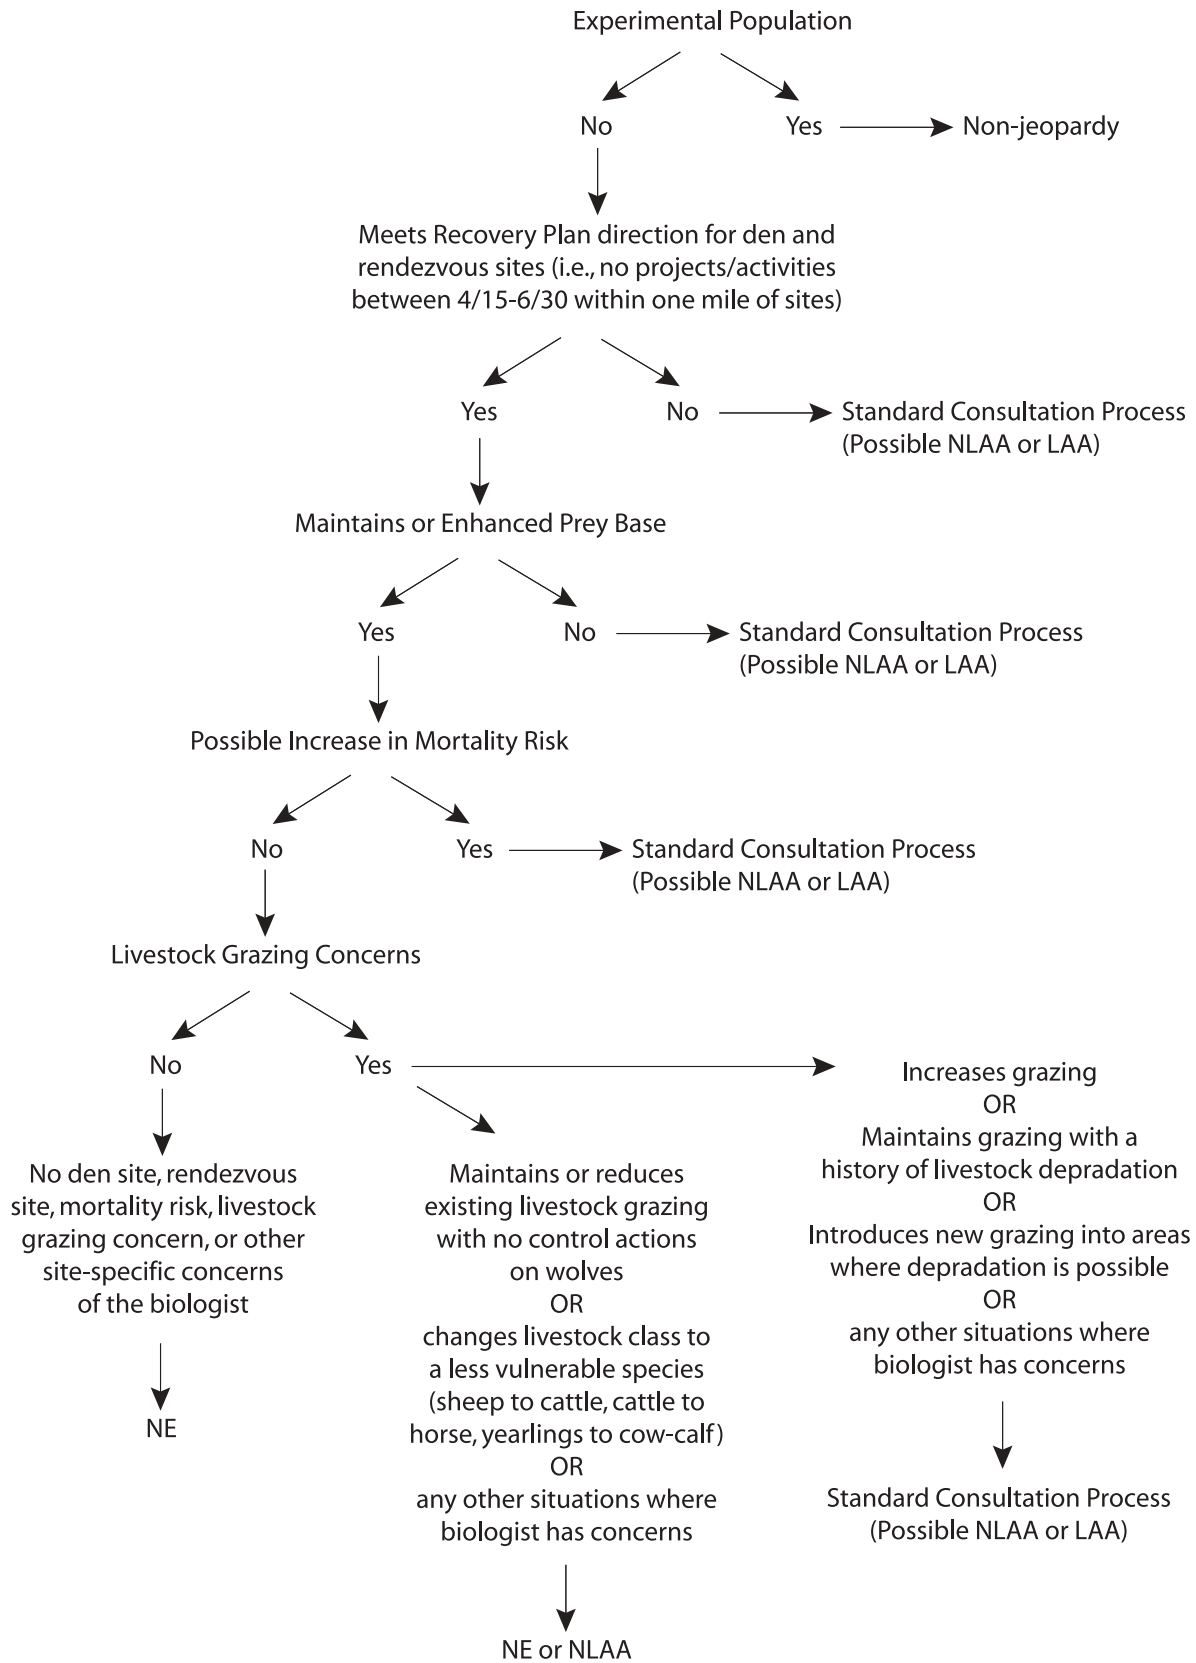 Experimental Population
No
Yes
Non-jeopardy
Meets Recovery Plan direction for den and
rendezvous sites (i.e., no projects/activities
between 4/15-6/30 within one mile of sites)
Yes
No
Standard Consultation Process
(Possible NLAA or LAA)
Maintains or Enhanced Prey Base
Yes
No
Standard Consultation Process
(Possible NLAA or LAA)
Possible Increase in Mortality Risk
No
Yes
Standard Consultation Process
(Possible NLAA or LAA)
Livestock Grazing Concerns
No
Yes
No den site, rendezvous
site, mortality risk, livestock
grazing concern, or other
site-specific concerns
of the biologist
NE
Maintains or reduces
existing livestock grazing
with no control actions
on wolves
OR
changes livestock class to
a less vulnerable species
(sheep to cattle, cattle to
horse, yearlings to cow-calf)
OR
any other situations where
biologist has concerns
NE or NLAA
Increases grazing
OR
Maintains grazing with a
history of livestock depradation
OR
Introduces new grazing into areas
where depradation is possible
OR
any other situations where
biologist has concerns
Standard Consultation Process
(Possible NLAA or LAA)